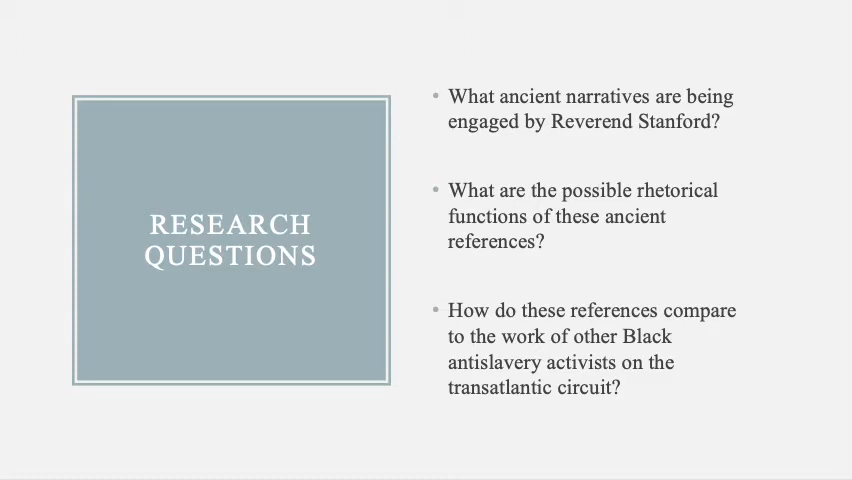 RESEARCH
QUESTIONS
• What ancient narratives are being
engaged by Reverend Stanford?
• What are the possible rhetorical
functions of these ancient
references?
• How do these references compare
to the work of other Black
antislavery activists on the
transatlantic circuit?